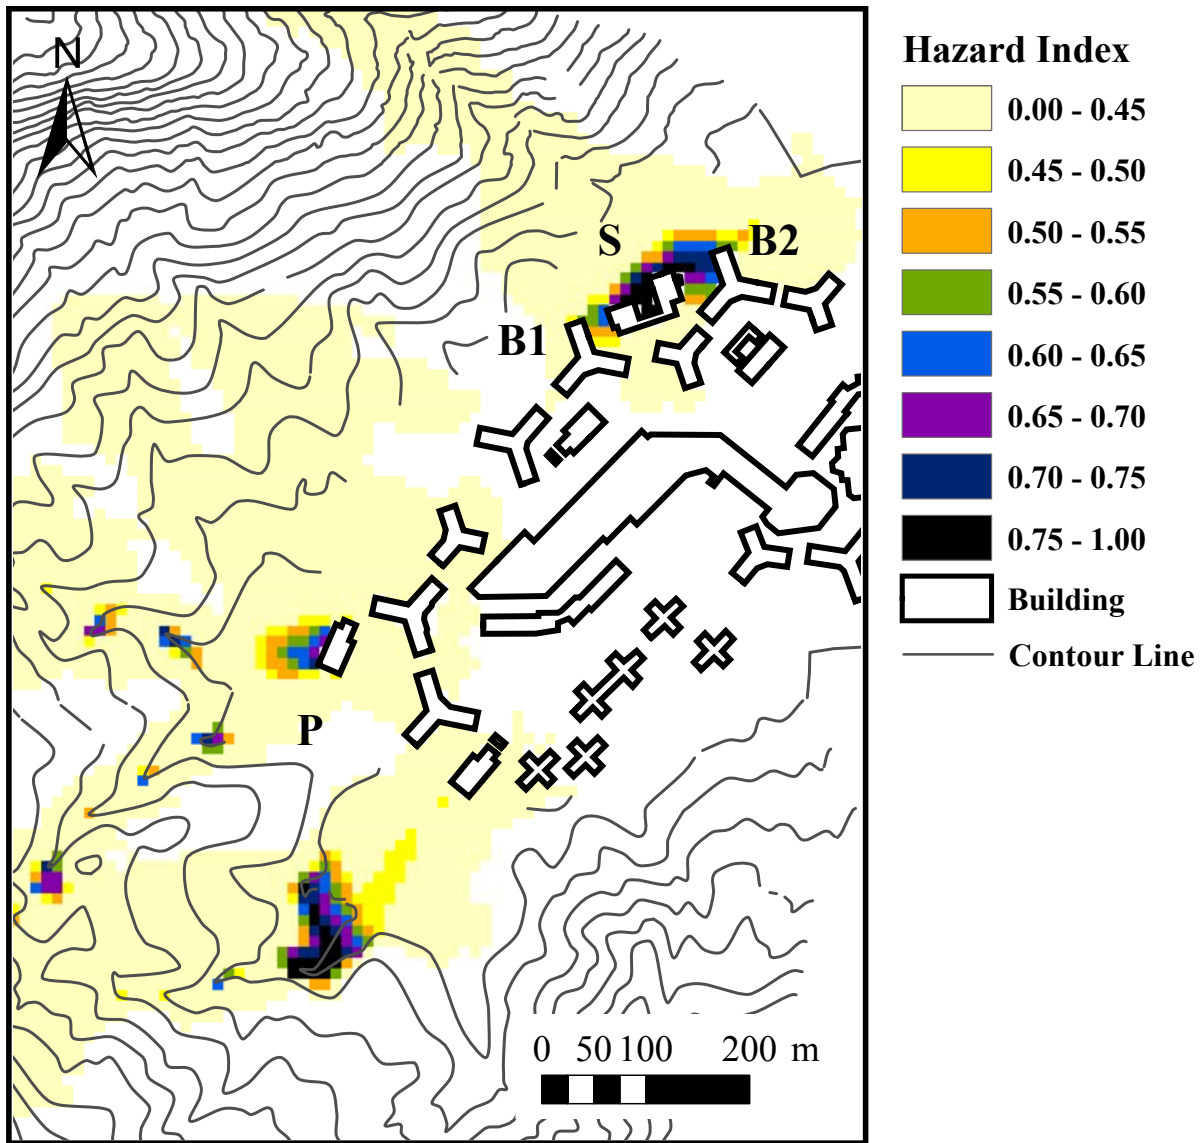 N
S
B2
B1
P
0 50 100 200 m
Hazard Index
0.00 - 0.45
0.45 - 0.50
0.50 - 0.55
0.55 - 0.60
0.60 - 0.65
0.65 - 0.70
0.70 - 0.75
0.75 - 1.00
Building
Contour Line